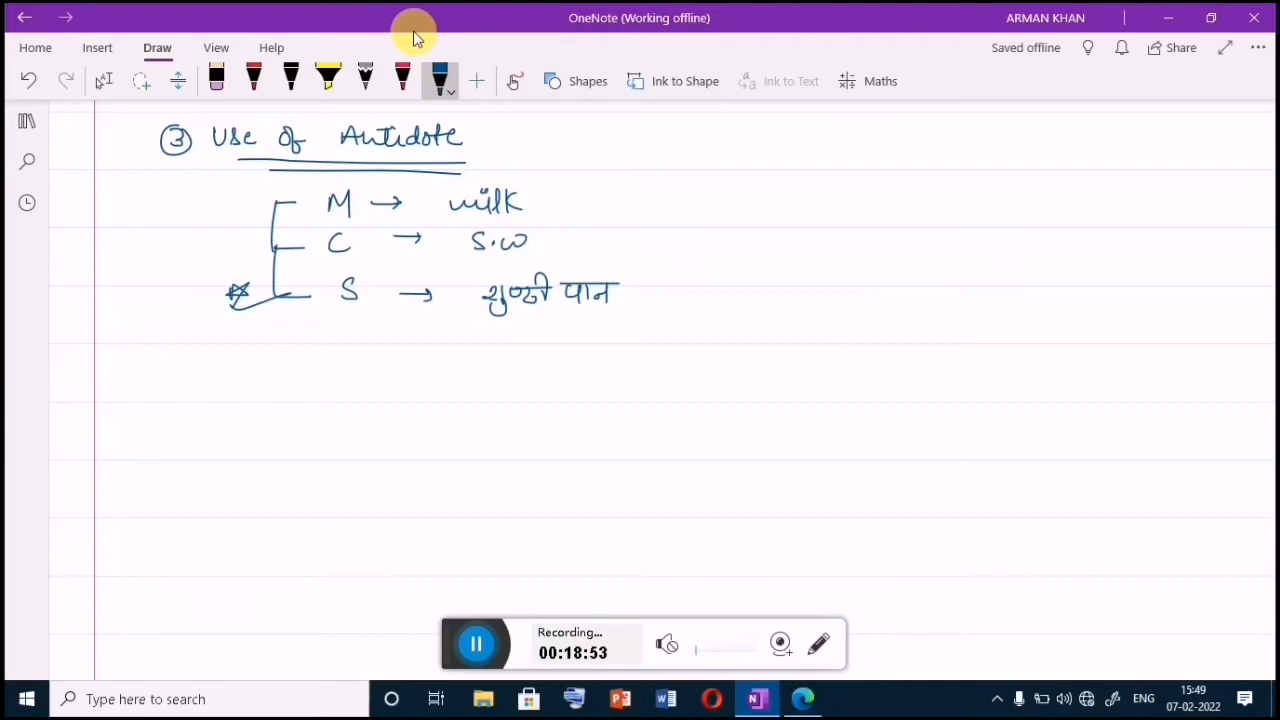 OneNote (Working offline)
ARMAN KHAN
Home Insert Draw View Help
Saved offline Share
Shapes Ink to Shape Ink to Text Maths
③ Use of Antidote
M → milk
C → S.W
S → शुण्ठी पान
Recording...
00:18:53
Type here to search
ENG
15:49
07-02-2022